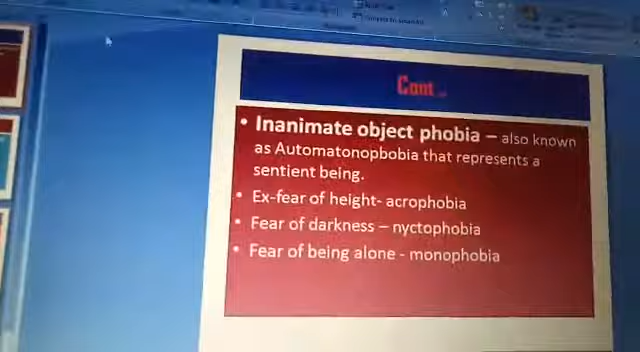 Cont ..
• Inanimate object phobia – also known
as Automatonopbobia that represents a
sentient being.
• Ex-fear of height- acrophobia
• Fear of darkness – nyctophobia
• Fear of being alone - monophobia